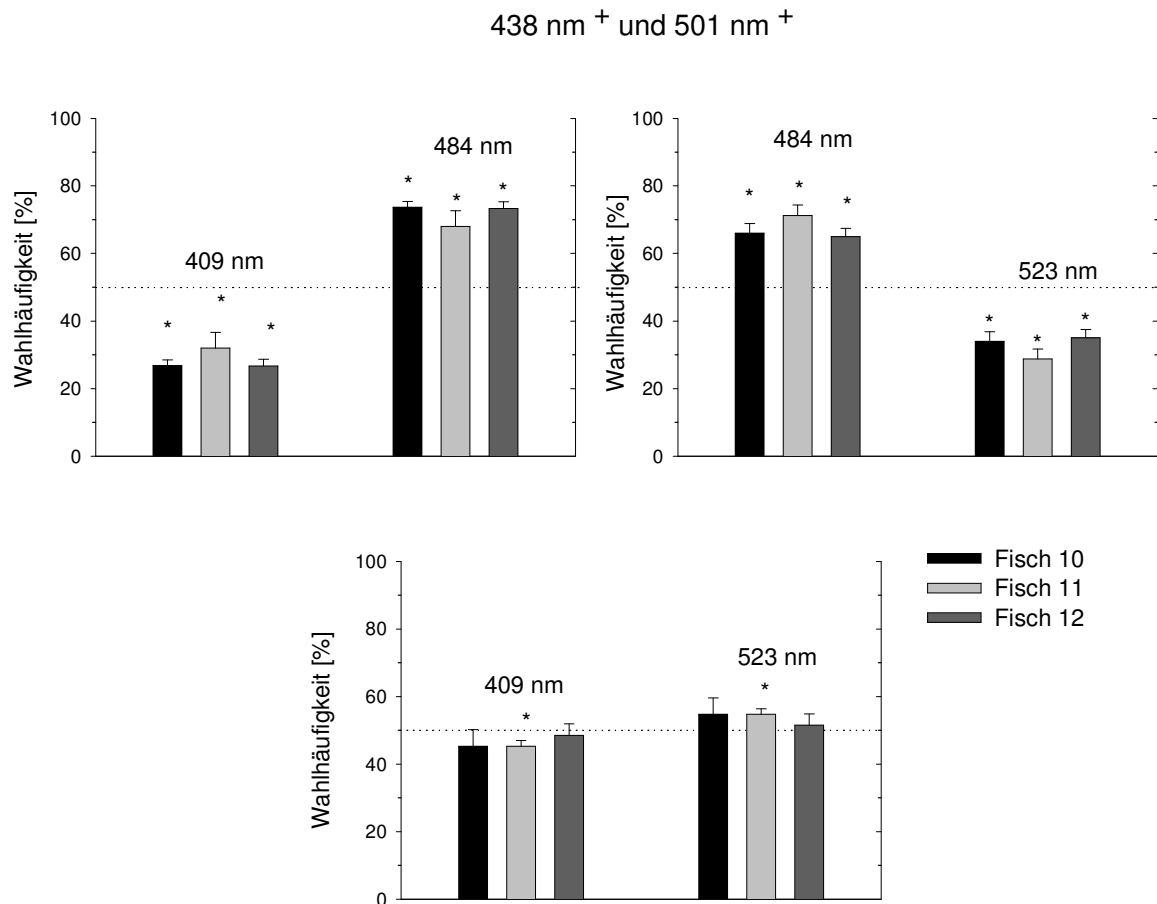 438 nm + und 501 nm +
Wahlhäufigkeit [%]
100
80
60
40
20
0
409 nm
* * *
484 nm
* * *
Wahlhäufigkeit [%]
100
80
60
40
20
0
484 nm
* * *
523 nm
* * *
Wahlhäufigkeit [%]
100
80
60
40
20
0
409 nm
*
523 nm
*
Fisch 10
Fisch 11
Fisch 12